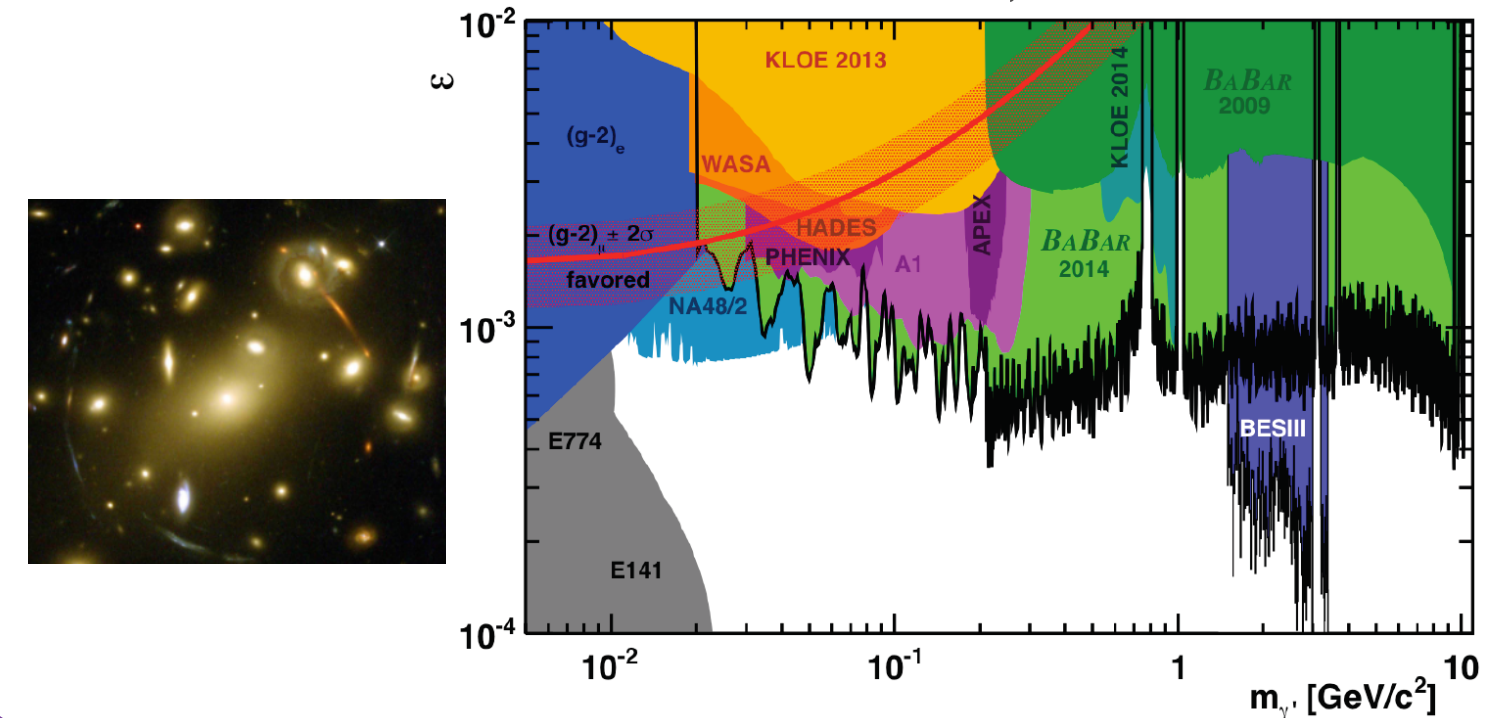 10⁻²
ε
KLOE 2013
KLOE 2014
BABAR
2009
(g-2)ₑ
WASA
(g-2)μ ± 2σ
favored
HADES
PHENIX
APEX
A1
BABAR
2014
NA48/2
10⁻³
BESIII
E774
E141
10⁻⁴
10⁻² 10⁻¹ 1 10
mγ' [GeV/c²]